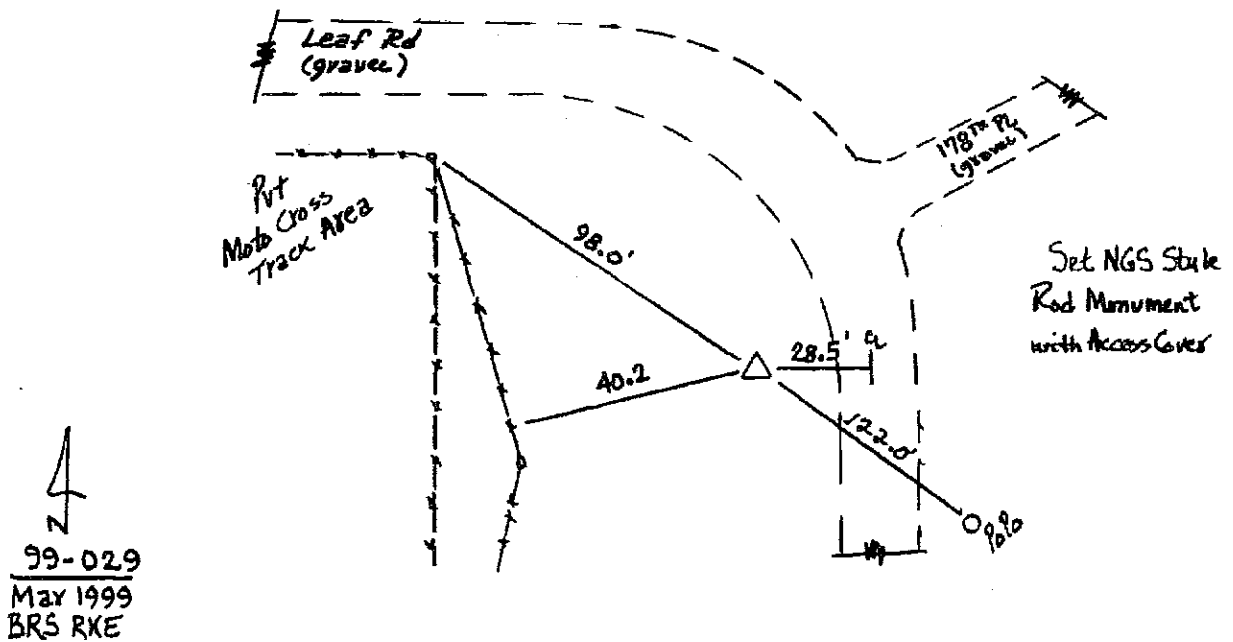 Leaf Rd
(gravel)
178TH PL
(gravel)
Pvt
Moto Cross
Track Area
98.0'
Set NGS Style
Rod Monument
with Access Cover
28.5' CL
40.2
122.0'
N
99-029
May 1999
BRS RKE